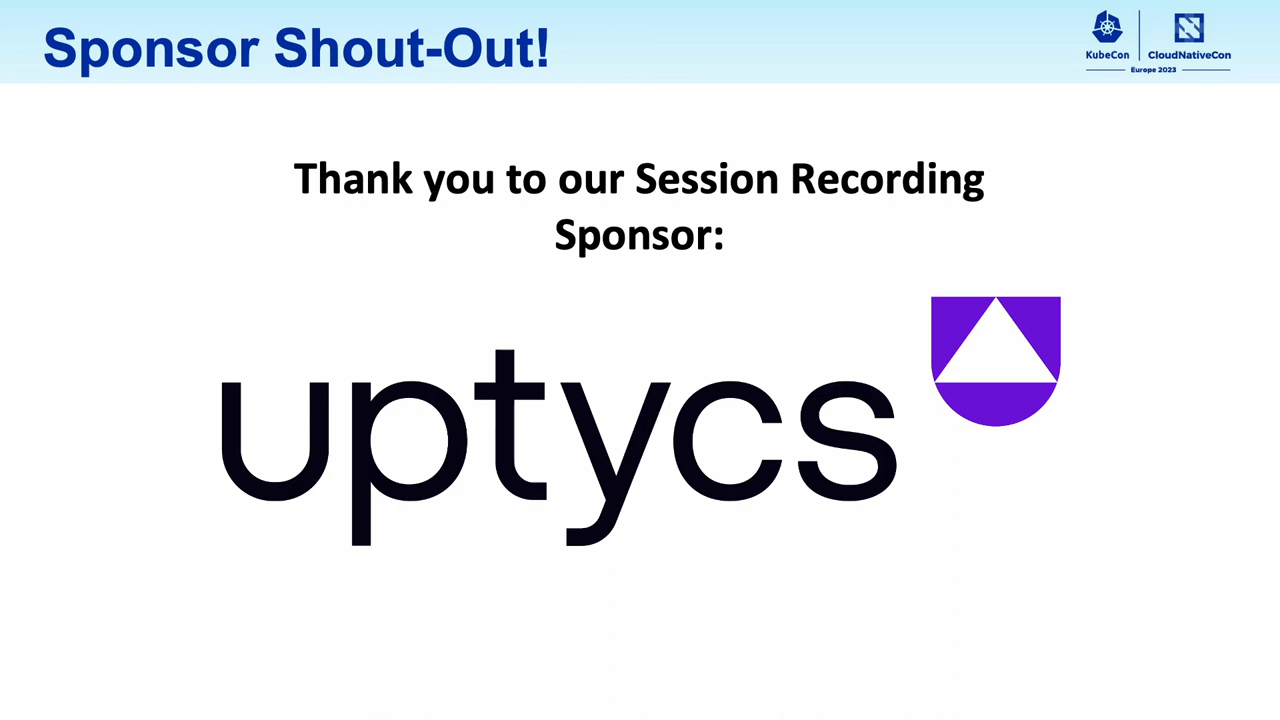 Sponsor Shout-Out!
KubeCon
CloudNativeCon
Europe 2023
Thank you to our Session Recording
Sponsor:
uptycs